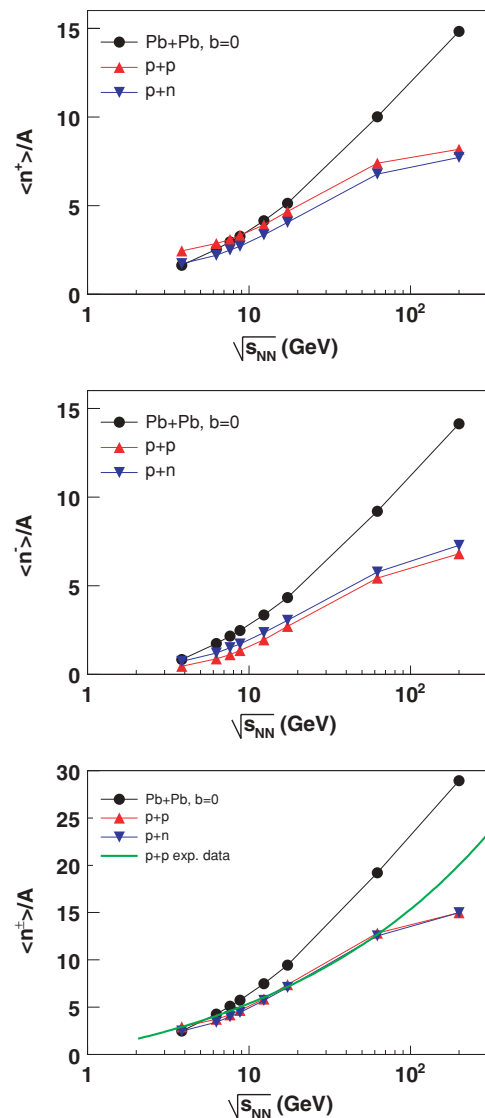 15
10
5
0
<n⁺>/A
Pb+Pb, b=0
p+p
p+n
1
10
10²
√sNN (GeV)
15
10
5
0
<n⁻>/A
Pb+Pb, b=0
p+p
p+n
1
10
10²
√sNN (GeV)
30
25
20
15
10
5
0
<n±>/A
Pb+Pb, b=0
p+p
p+n
p+p exp. data
1
10
10²
√sNN (GeV)